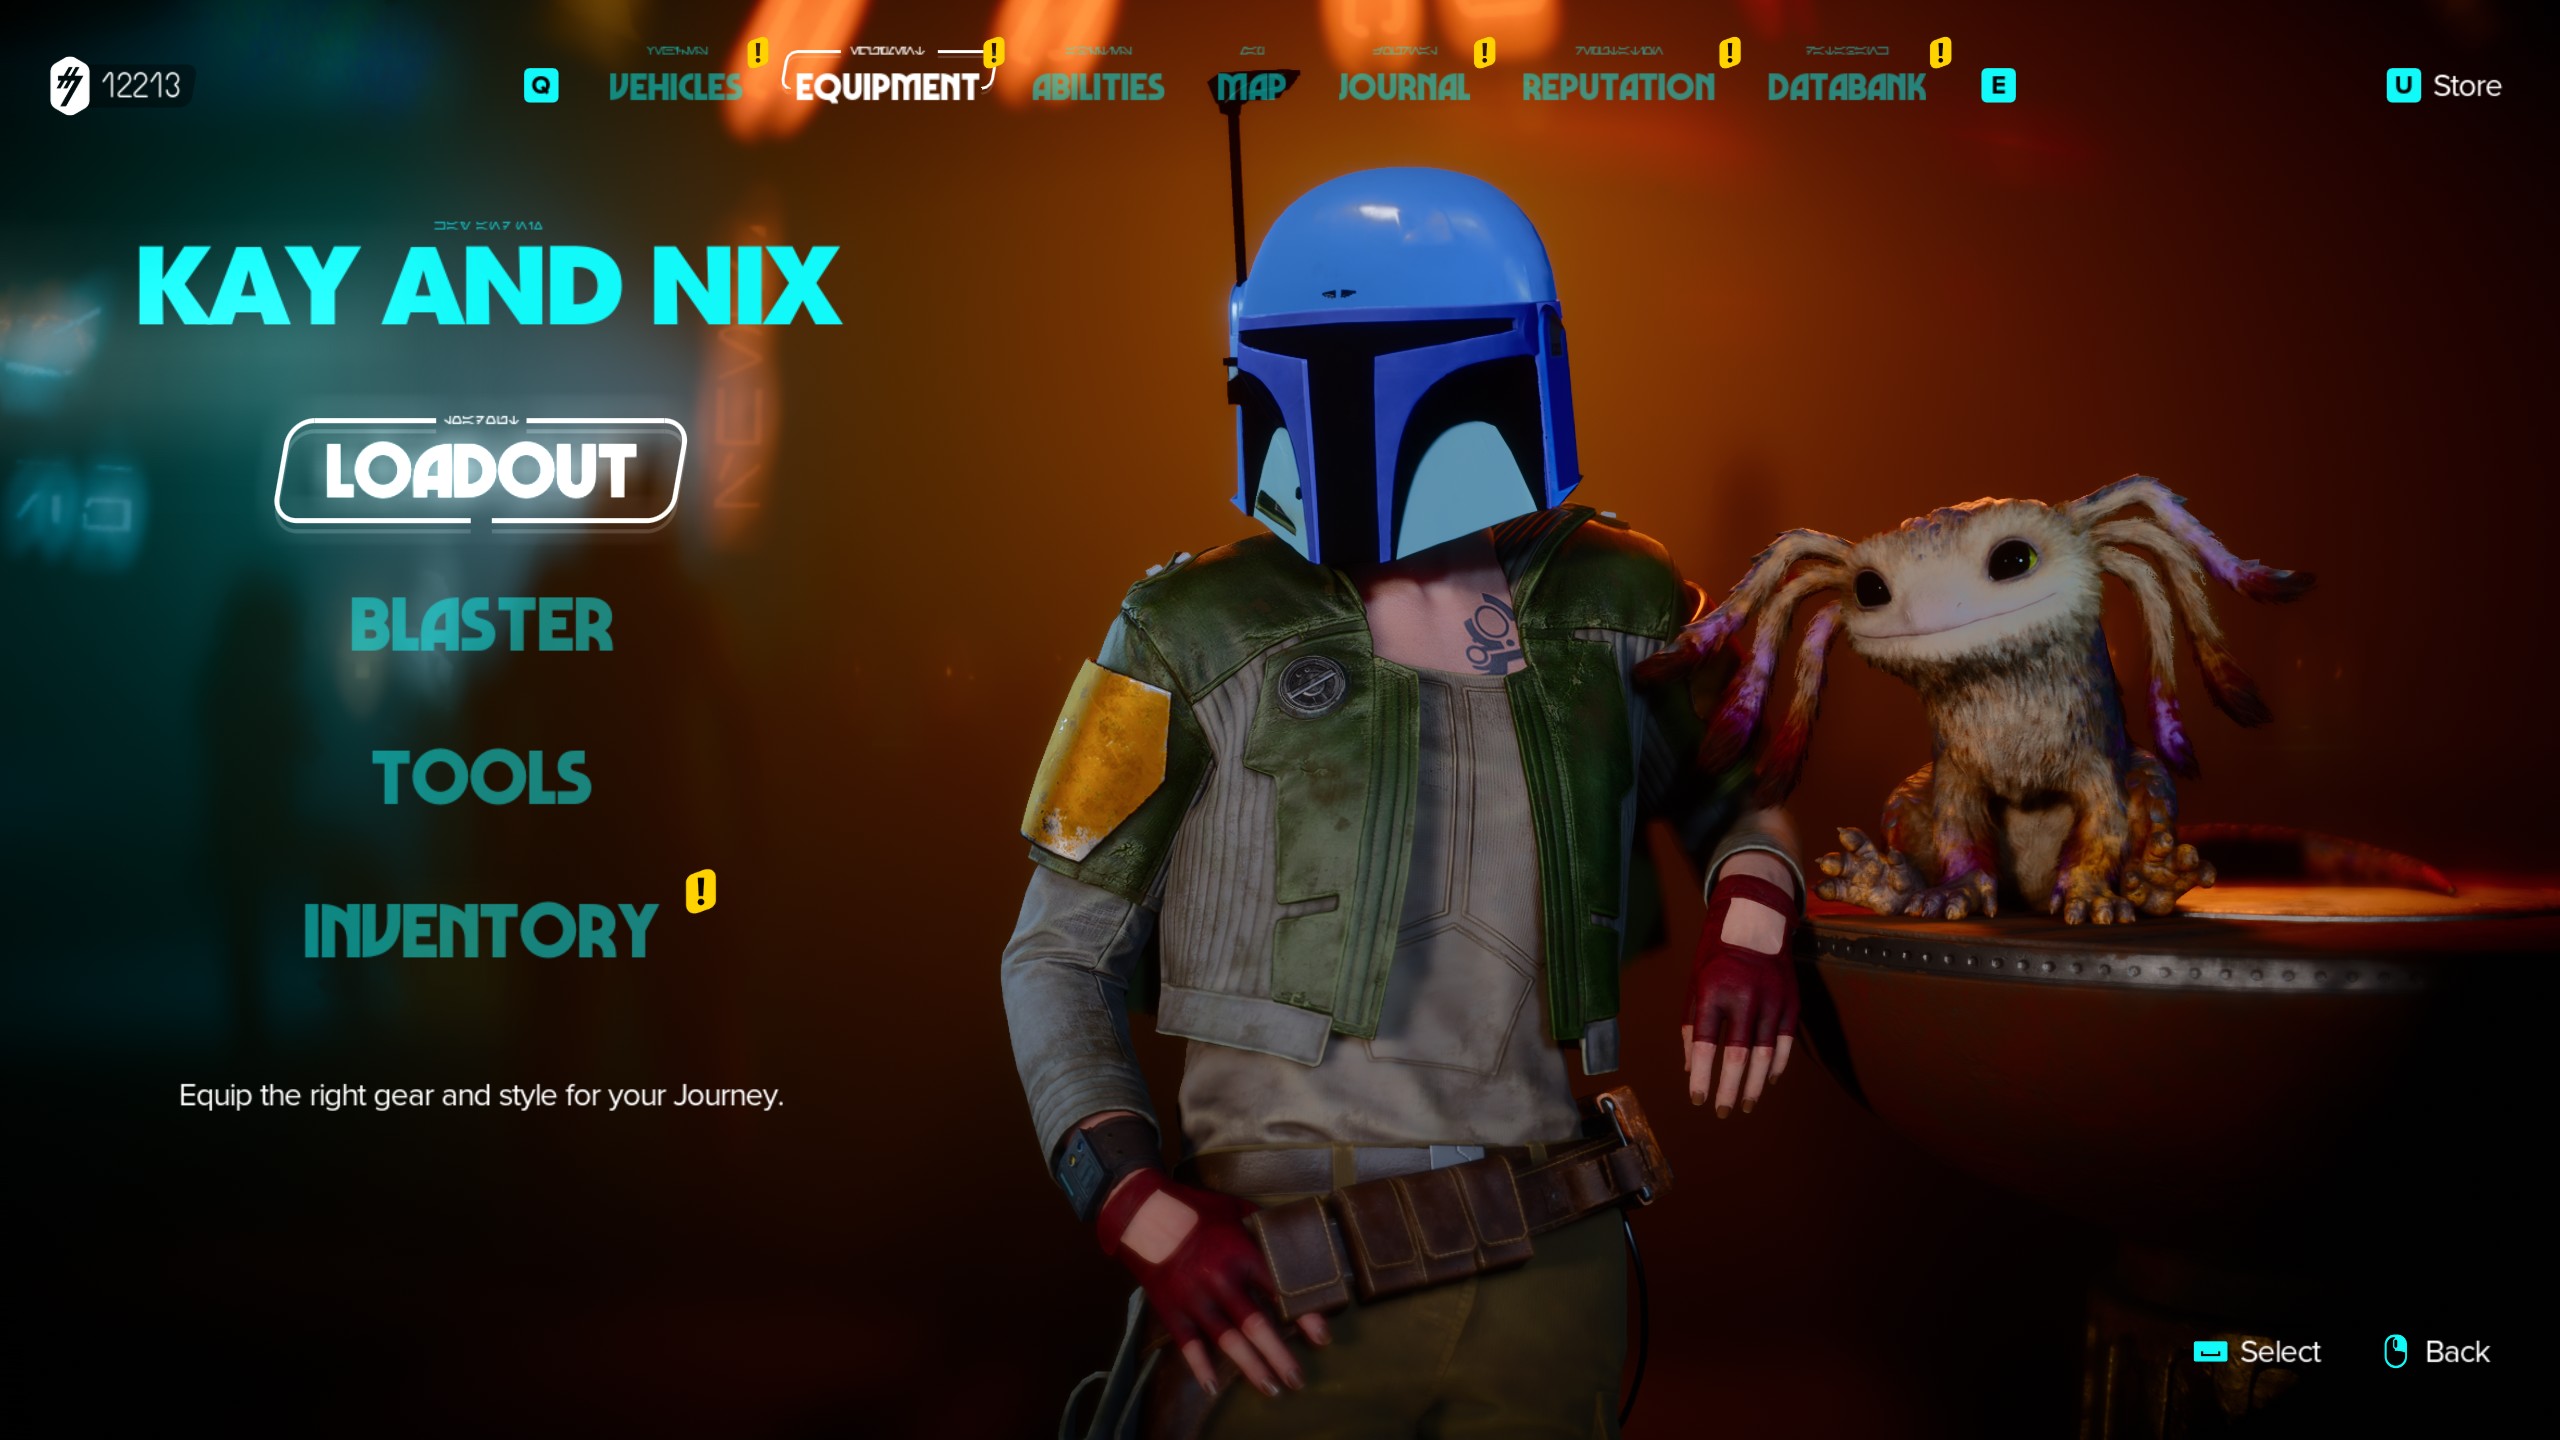 12213
Q VEHICLES EQUIPMENT ABILITIES MAP JOURNAL REPUTATION DATABANK E
U Store
KAY AND NIX
LOADOUT
BLASTER
TOOLS
INVENTORY
Equip the right gear and style for your Journey.
Select
Back